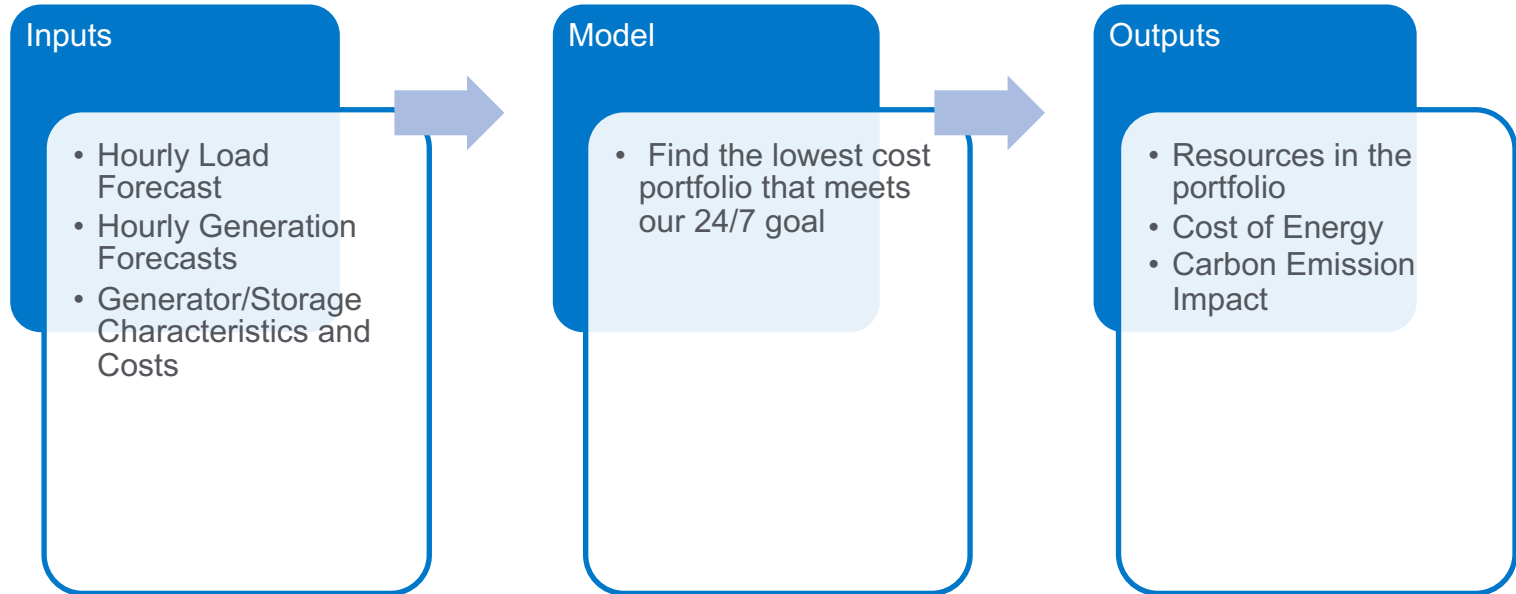 Inputs
• Hourly Load
Forecast
• Hourly Generation
Forecasts
• Generator/Storage
Characteristics and
Costs
Model
• Find the lowest cost
portfolio that meets
our 24/7 goal
Outputs
• Resources in the
portfolio
• Cost of Energy
• Carbon Emission
Impact